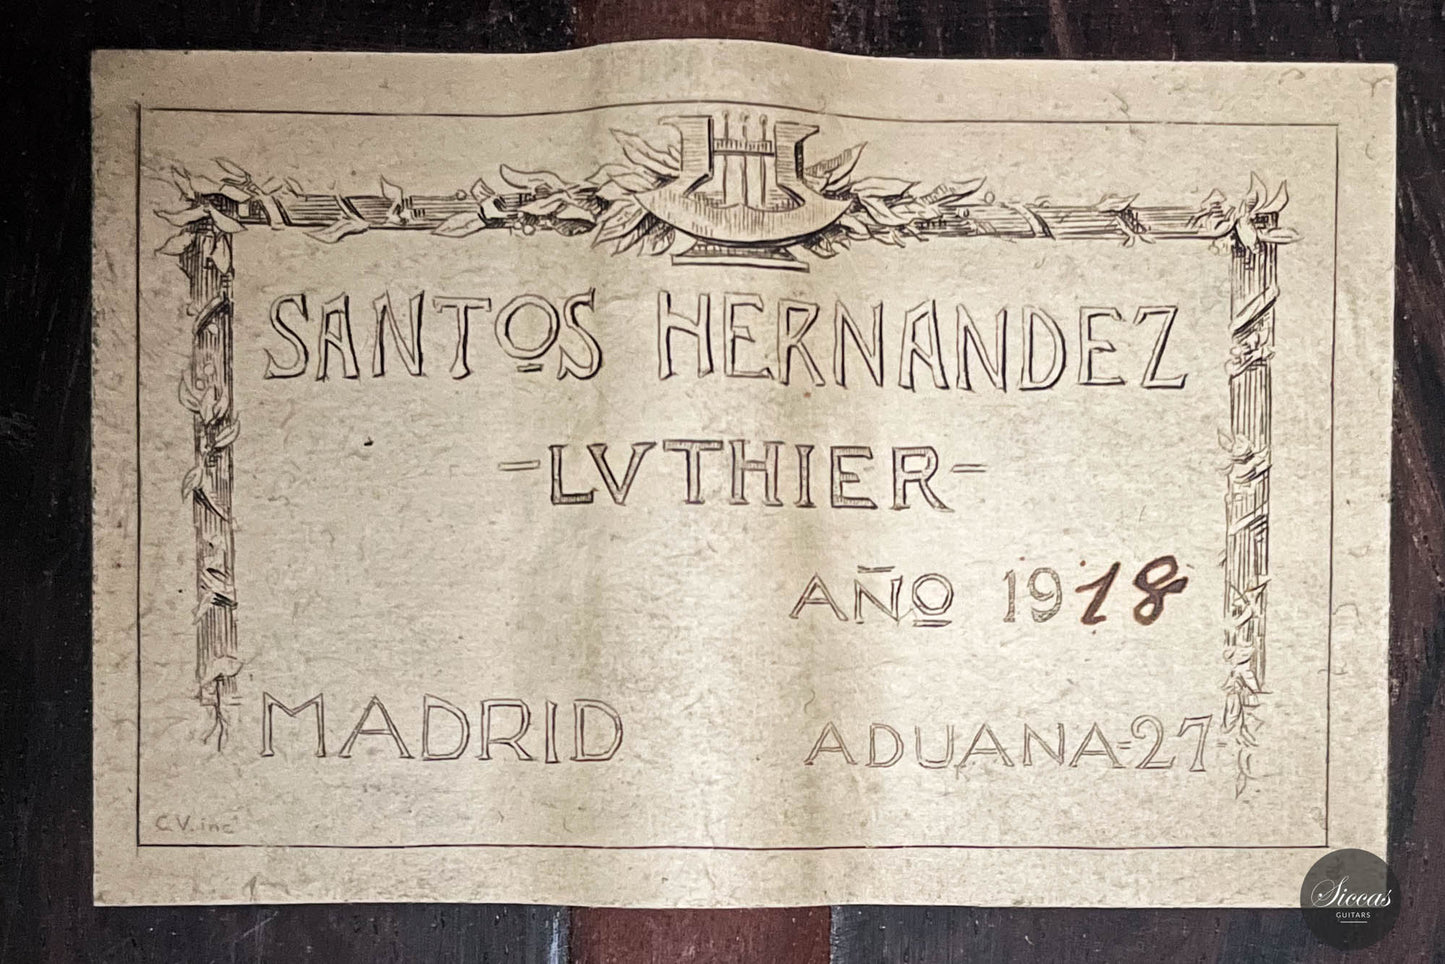 SANTOS HERNANDEZ
-LVTHIER-
AÑO 1918
MADRID ADUANA-27-
C.V. inc
Siccas
GUITARS